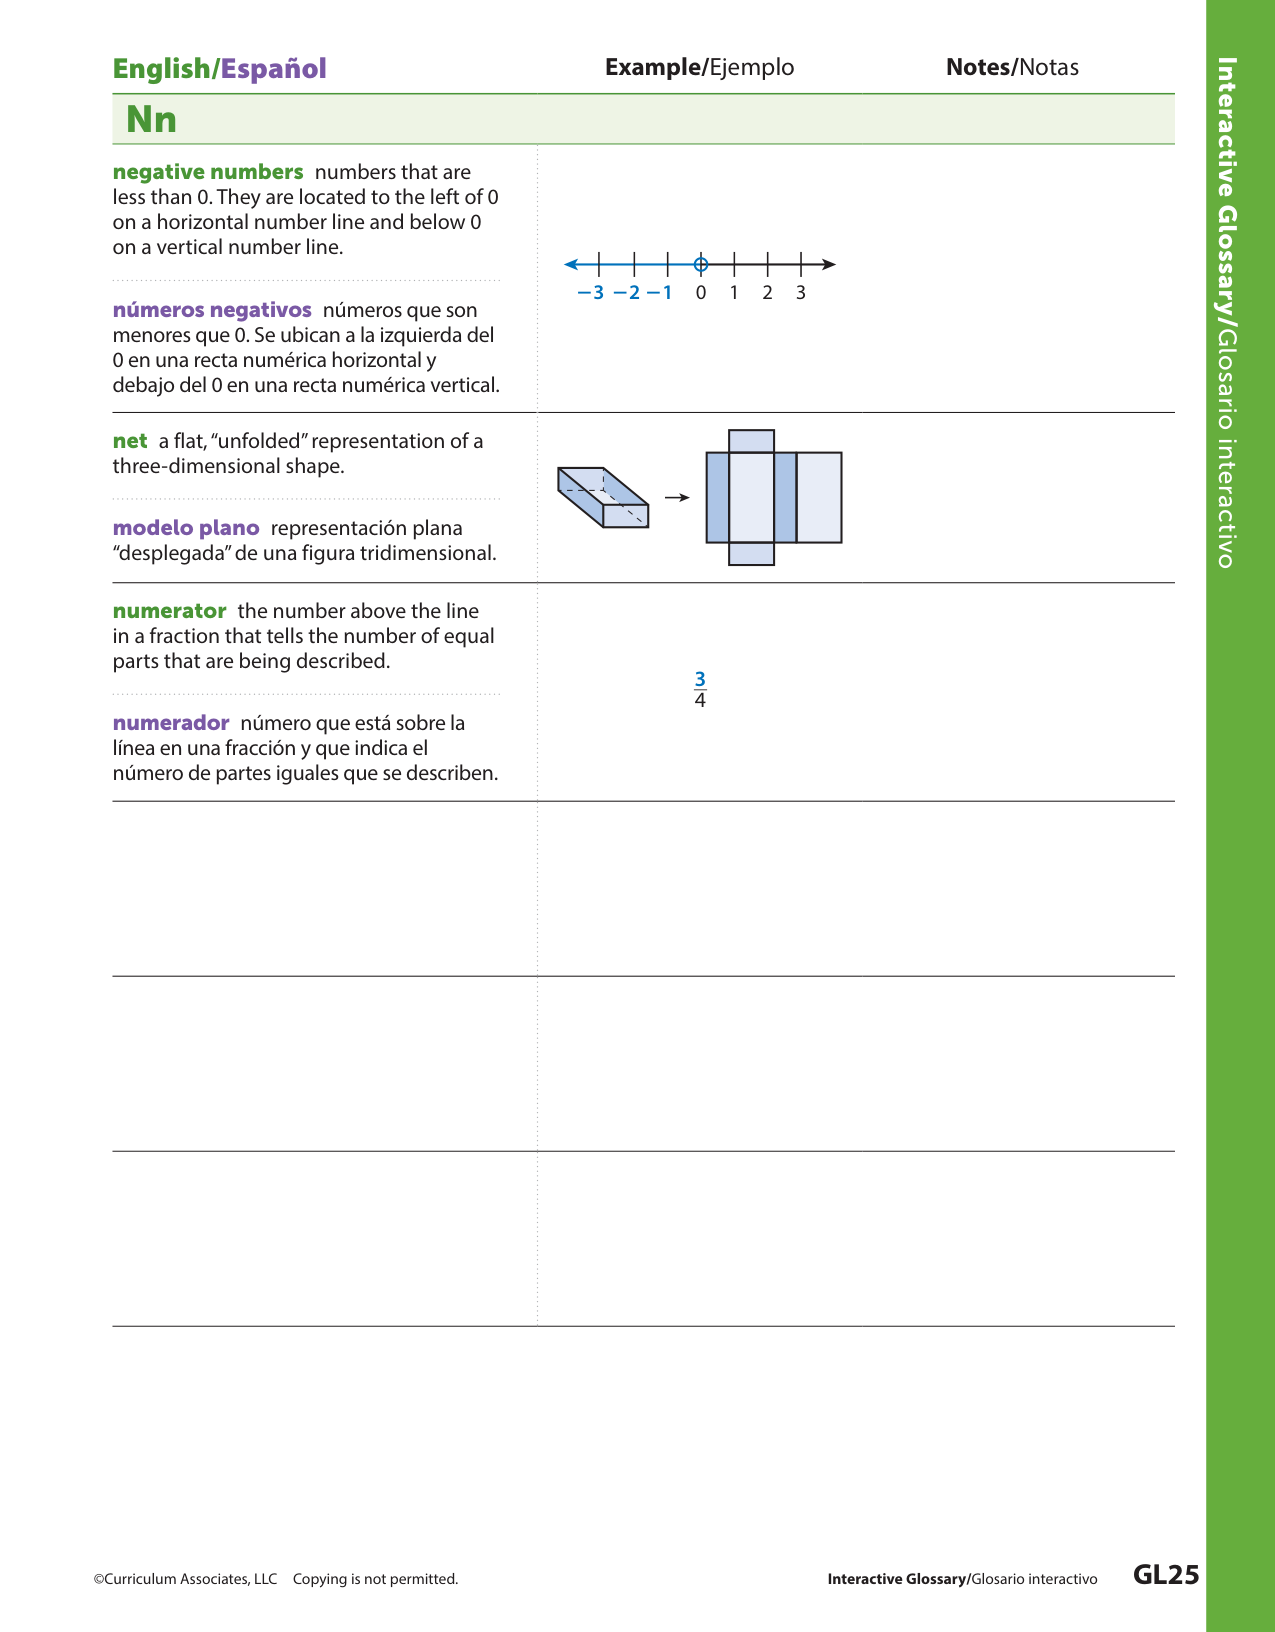 English/Español
Example/Ejemplo
Notes/Notas
Nn
negative numbers numbers that are
less than 0. They are located to the left of 0
on a horizontal number line and below 0
on a vertical number line.
números negativos números que son
menores que 0. Se ubican a la izquierda del
0 en una recta numérica horizontal y
debajo del 0 en una recta numérica vertical.
−3 −2 −1 0 1 2 3
net a flat, “unfolded” representation of a
three-dimensional shape.
modelo plano representación plana
“desplegada” de una figura tridimensional.
numerator the number above the line
in a fraction that tells the number of equal
parts that are being described.
numerador número que está sobre la
línea en una fracción y que indica el
número de partes iguales que se describen.
3
4
Interactive Glossary/Glosario interactivo
©Curriculum Associates, LLC Copying is not permitted.
Interactive Glossary/Glosario interactivo
GL25